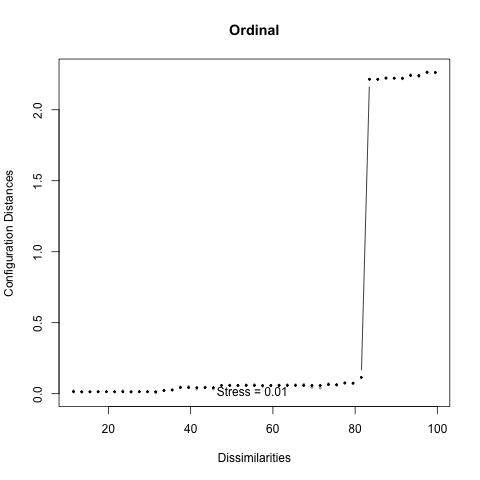 Ordinal
Configuration Distances
2.0
1.5
1.0
0.5
0.0
Stress = 0.01
20 40 60 80 100
Dissimilarities